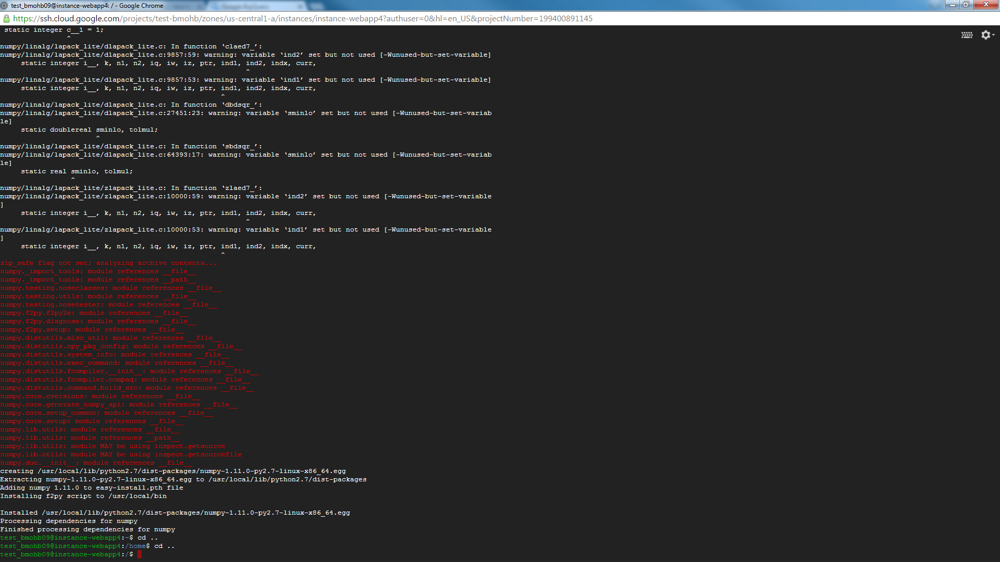 test_bmohb09@instance-webapp4: / - Google Chrome
https://ssh.cloud.google.com/projects/test-bmohb/zones/us-central1-a/instances/instance-webapp4?authuser=0&hl=en_US&projectNumber=199400891145
 static integer c__1 = 1;
                ^
numpy/linalg/lapack_lite/dlapack_lite.c: In function ‘claed7_’:
numpy/linalg/lapack_lite/dlapack_lite.c:9857:59: warning: variable ‘ind2’ set but not used [-Wunused-but-set-variable]
     static integer i__, k, n1, n2, iq, iw, iz, ptr, ind1, ind2, indx, curr,
                                                           ^
numpy/linalg/lapack_lite/dlapack_lite.c:9857:53: warning: variable ‘ind1’ set but not used [-Wunused-but-set-variable]
     static integer i__, k, n1, n2, iq, iw, iz, ptr, ind1, ind2, indx, curr,
                                                     ^
numpy/linalg/lapack_lite/dlapack_lite.c: In function ‘dbdsqr_’:
numpy/linalg/lapack_lite/dlapack_lite.c:27451:23: warning: variable ‘sminlo’ set but not used [-Wunused-but-set-variab
le]
     static doublereal sminlo, tolmul;
                       ^
numpy/linalg/lapack_lite/dlapack_lite.c: In function ‘sbdsqr_’:
numpy/linalg/lapack_lite/dlapack_lite.c:64393:17: warning: variable ‘sminlo’ set but not used [-Wunused-but-set-variab
le]
     static real sminlo, tolmul;
                 ^
numpy/linalg/lapack_lite/zlapack_lite.c: In function ‘zlaed7_’:
numpy/linalg/lapack_lite/zlapack_lite.c:10000:59: warning: variable ‘ind2’ set but not used [-Wunused-but-set-variable
]
     static integer i__, k, n1, n2, iq, iw, iz, ptr, ind1, ind2, indx, curr,
                                                           ^
numpy/linalg/lapack_lite/zlapack_lite.c:10000:53: warning: variable ‘ind1’ set but not used [-Wunused-but-set-variable
]
     static integer i__, k, n1, n2, iq, iw, iz, ptr, ind1, ind2, indx, curr,
                                                     ^
zip_safe flag not set; analyzing archive contents...
numpy._import_tools: module references __file__
numpy._import_tools: module references __path__
numpy.testing.noseclasses: module references __file__
numpy.testing.utils: module references __file__
numpy.testing.nosetester: module references __file__
numpy.f2py.f2py2e: module references __file__
numpy.f2py.diagnose: module references __file__
numpy.f2py.setup: module references __file__
numpy.distutils.misc_util: module references __file__
numpy.distutils.npy_pkg_config: module references __file__
numpy.distutils.system_info: module references __file__
numpy.distutils.exec_command: module references __file__
numpy.distutils.fcompiler.__init__: module references __file__
numpy.distutils.fcompiler.compaq: module references __file__
numpy.distutils.command.build_src: module references __file__
numpy.core.cversions: module references __file__
numpy.core.generate_numpy_api: module references __file__
numpy.core.setup_common: module references __file__
numpy.core.setup: module references __file__
numpy.lib.utils: module references __file__
numpy.lib.utils: module references __path__
numpy.lib.utils: module MAY be using inspect.getsource
numpy.lib.utils: module MAY be using inspect.getsourcefile
numpy.doc.__init__: module references __file__
creating /usr/local/lib/python2.7/dist-packages/numpy-1.11.0-py2.7-linux-x86_64.egg
Extracting numpy-1.11.0-py2.7-linux-x86_64.egg to /usr/local/lib/python2.7/dist-packages
Adding numpy 1.11.0 to easy-install.pth file
Installing f2py script to /usr/local/bin

Installed /usr/local/lib/python2.7/dist-packages/numpy-1.11.0-py2.7-linux-x86_64.egg
Processing dependencies for numpy
Finished processing dependencies for numpy
test_bmohb09@instance-webapp4:~$ cd ..
test_bmohb09@instance-webapp4:/home$ cd ..
test_bmohb09@instance-webapp4:/$